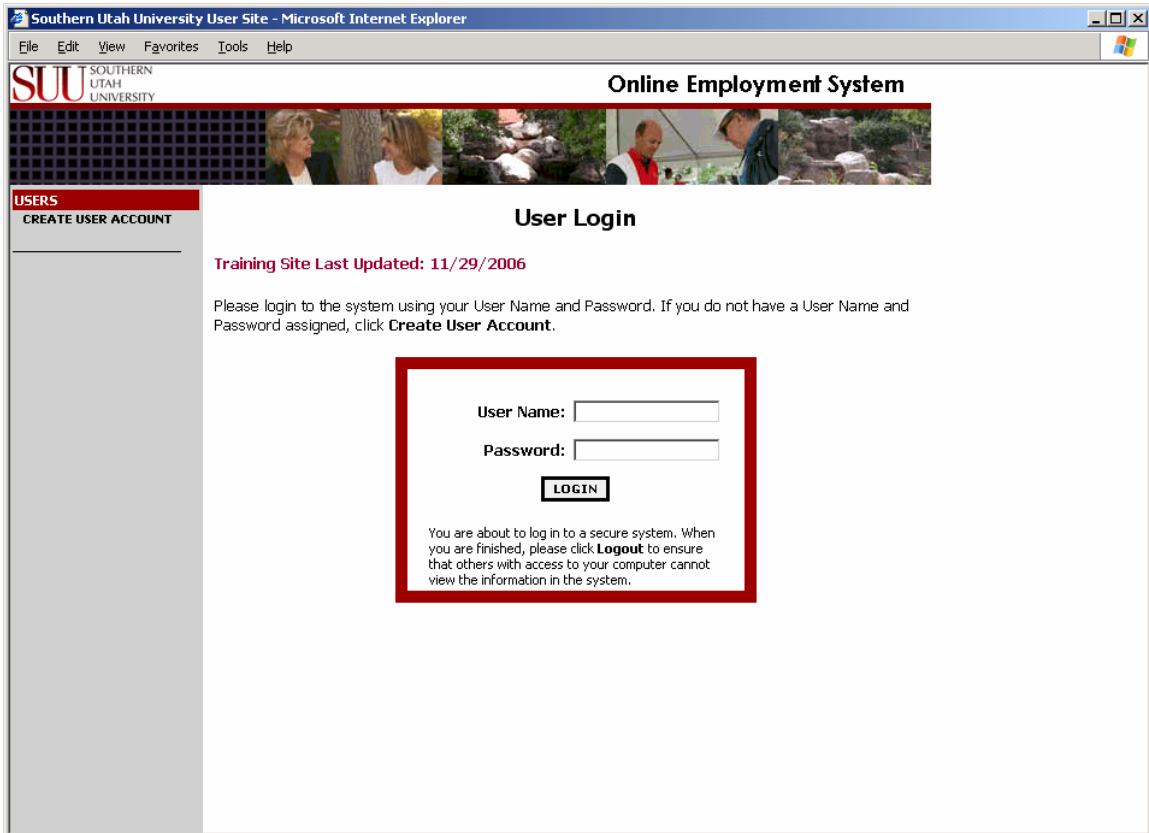 Southern Utah University User Site - Microsoft Internet Explorer
File Edit View Favorites Tools Help
SUU SOUTHERN
UTAH
UNIVERSITY
Online Employment System
USERS
CREATE USER ACCOUNT
User Login
Training Site Last Updated: 11/29/2006
Please login to the system using your User Name and Password. If you do not have a User Name and
Password assigned, click Create User Account.
User Name:
Password:
LOGIN
You are about to log in to a secure system. When
you are finished, please click Logout to ensure
that others with access to your computer cannot
view the information in the system.